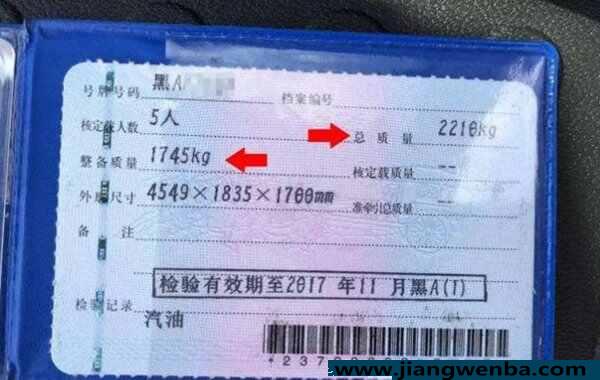 号牌号码 黑A 档案编号
核定载人数 5人 总质量 2210kg
整备质量 1745kg 核定载质量 --
外廓尺寸 4549×1835×1700mm 准牵引总质量 --
备注
检验有效期至2017年11月黑A(1)
检验记录
汽油
www.jiangwenba.com